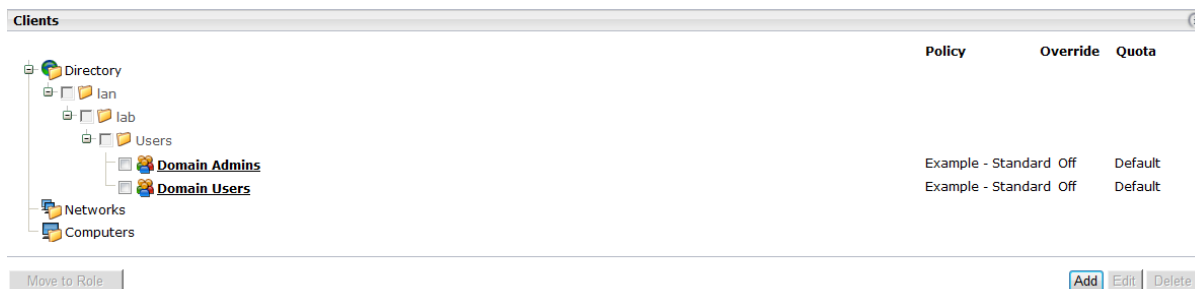 Clients
Policy Override Quota
Directory
lan
lab
Users
Domain Admins Example - Standard Off Default
Domain Users Example - Standard Off Default
Networks
Computers
Move to Role Add Edit Delete